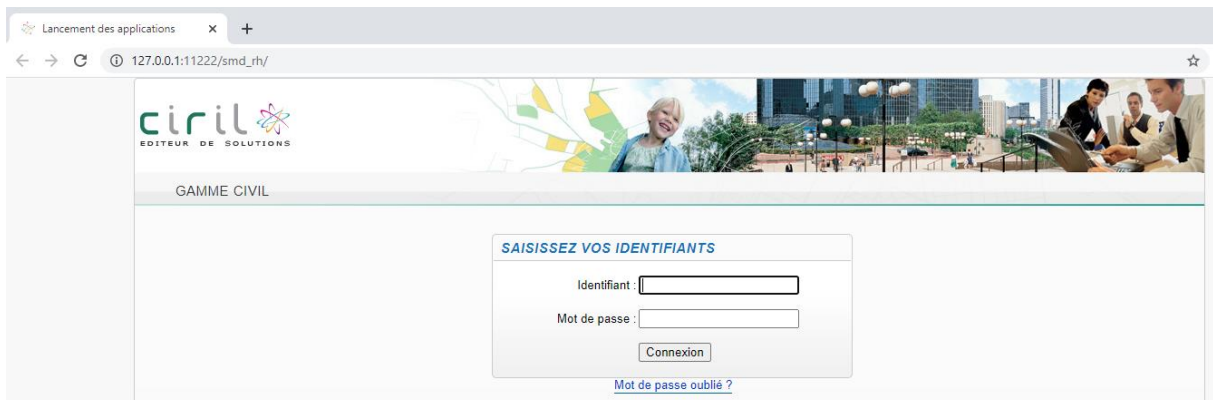 Lancement des applications
127.0.0.1:11222/smd_rh/
ciril
EDITEUR DE SOLUTIONS
GAMME CIVIL
SAISISSEZ VOS IDENTIFIANTS
Identifiant :
Mot de passe :
Connexion
Mot de passe oublié ?